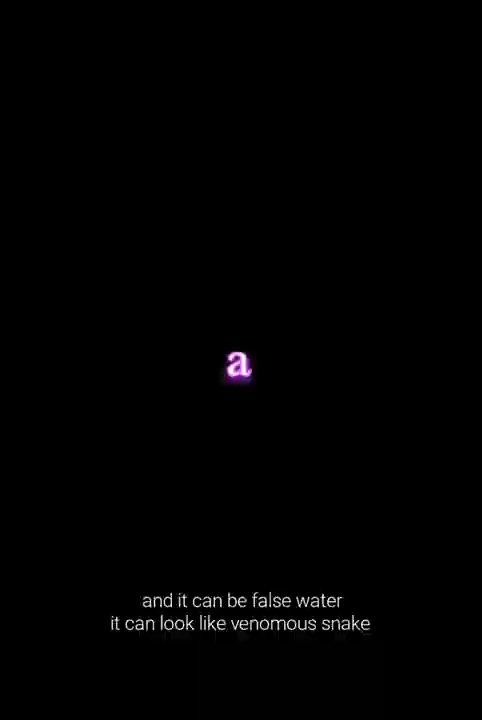 a
and it can be false water
it can look like venomous snake